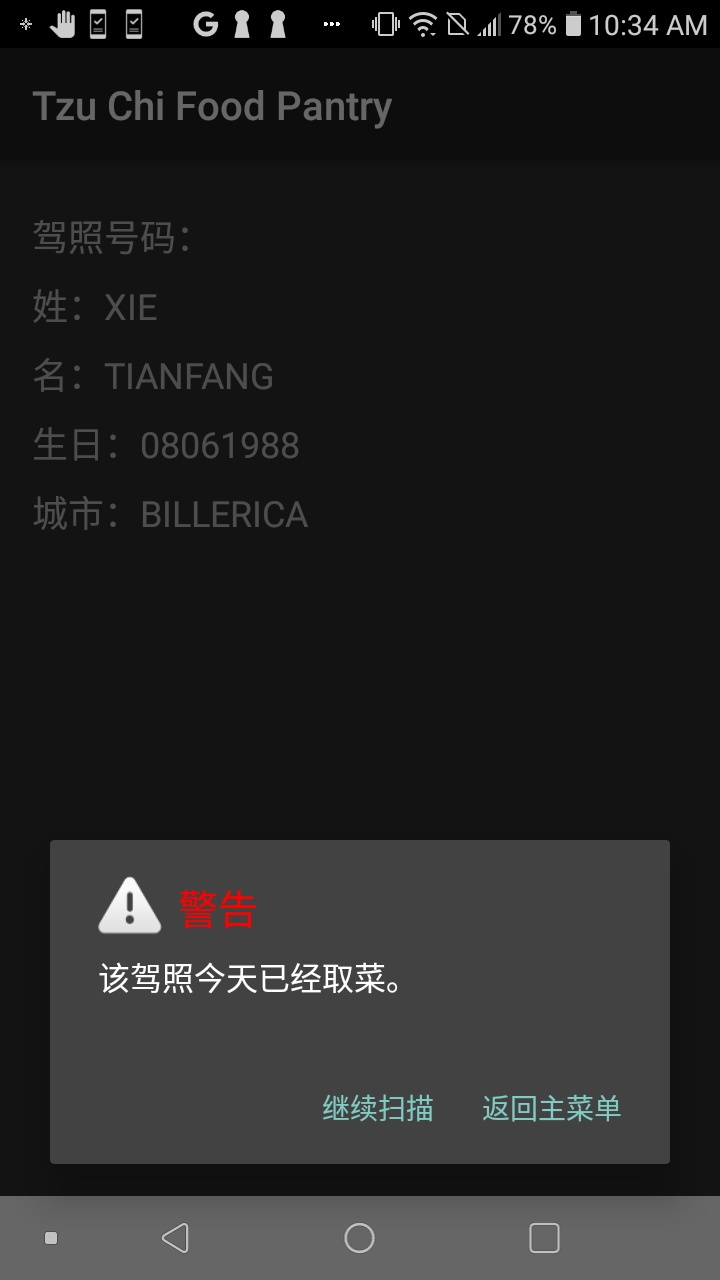 78% 10:34 AM
Tzu Chi Food Pantry
驾照号码：
姓：XIE
名：TIANFANG
生日：08061988
城市：BILLERICA
警告
该驾照今天已经取菜。
继续扫描 返回主菜单